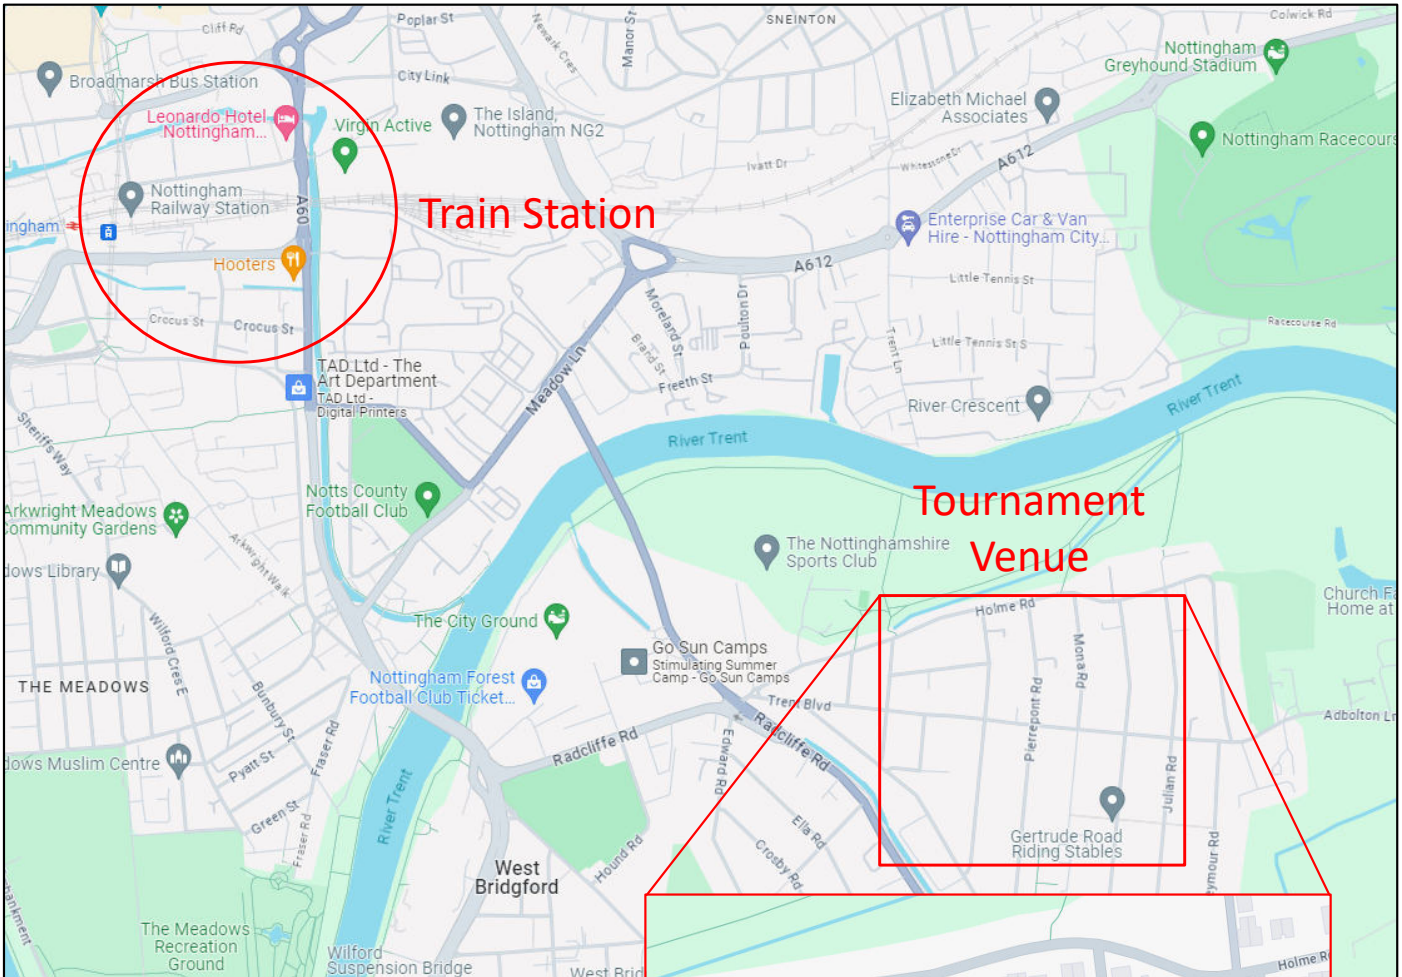 Cliff Rd
Poplar St
Newark Cres
Manor St
SNEINTON
Colwick Rd
Nottingham
Greyhound Stadium
Broadmarsh Bus Station
City Link
Leonardo Hotel
Nottingham...
Virgin Active
The Island,
Nottingham NG2
Elizabeth Michael
Associates
Nottingham Racecours
Ivatt Dr
Whitestone Dr
A612
Nottingham
Railway Station
A60
Train Station
ingham
Enterprise Car & Van
Hire - Nottingham City...
Hooters
A612
Little Tennis St
Crocus St
Crocus St
Moreland St
Poulton Dr
Racecourse Rd
Brand St
Trent Ln
Little Tennis St S
TAD Ltd - The
Art Department
TAD Ltd -
Digital Printers
Meadow Ln
Freeth St
River Crescent
River Trent
Sheriffs Way
River Trent
Notts County
Football Club
Tournament
Venue
Arkwright Meadows
Community Gardens
Arkwright Walk
The Nottinghamshire
Sports Club
dows Library
Church Fa
Home at
Holme Rd
The City Ground
Wilford Cres E
Go Sun Camps
Stimulating Summer
Camp - Go Sun Camps
Mona Rd
THE MEADOWS
Nottingham Forest
Football Club Ticket...
Pierrepont Rd
Bunbury St
Trent Blvd
Adbolton Ln
Fraser Rd
Radcliffe Rd
Radcliffe Rd
Edward Rd
dows Muslim Centre
Pyatt St
Julian Rd
Green St
River Trent
Ella Rd
Gertrude Road
Riding Stables
Fraser Rd
Hound Rd
Crosby Rd
eymour Rd
West
Bridgford
bankment
The Meadows
Recreation
Ground
Wilford
Suspension Bridge
West Brid
Holme R